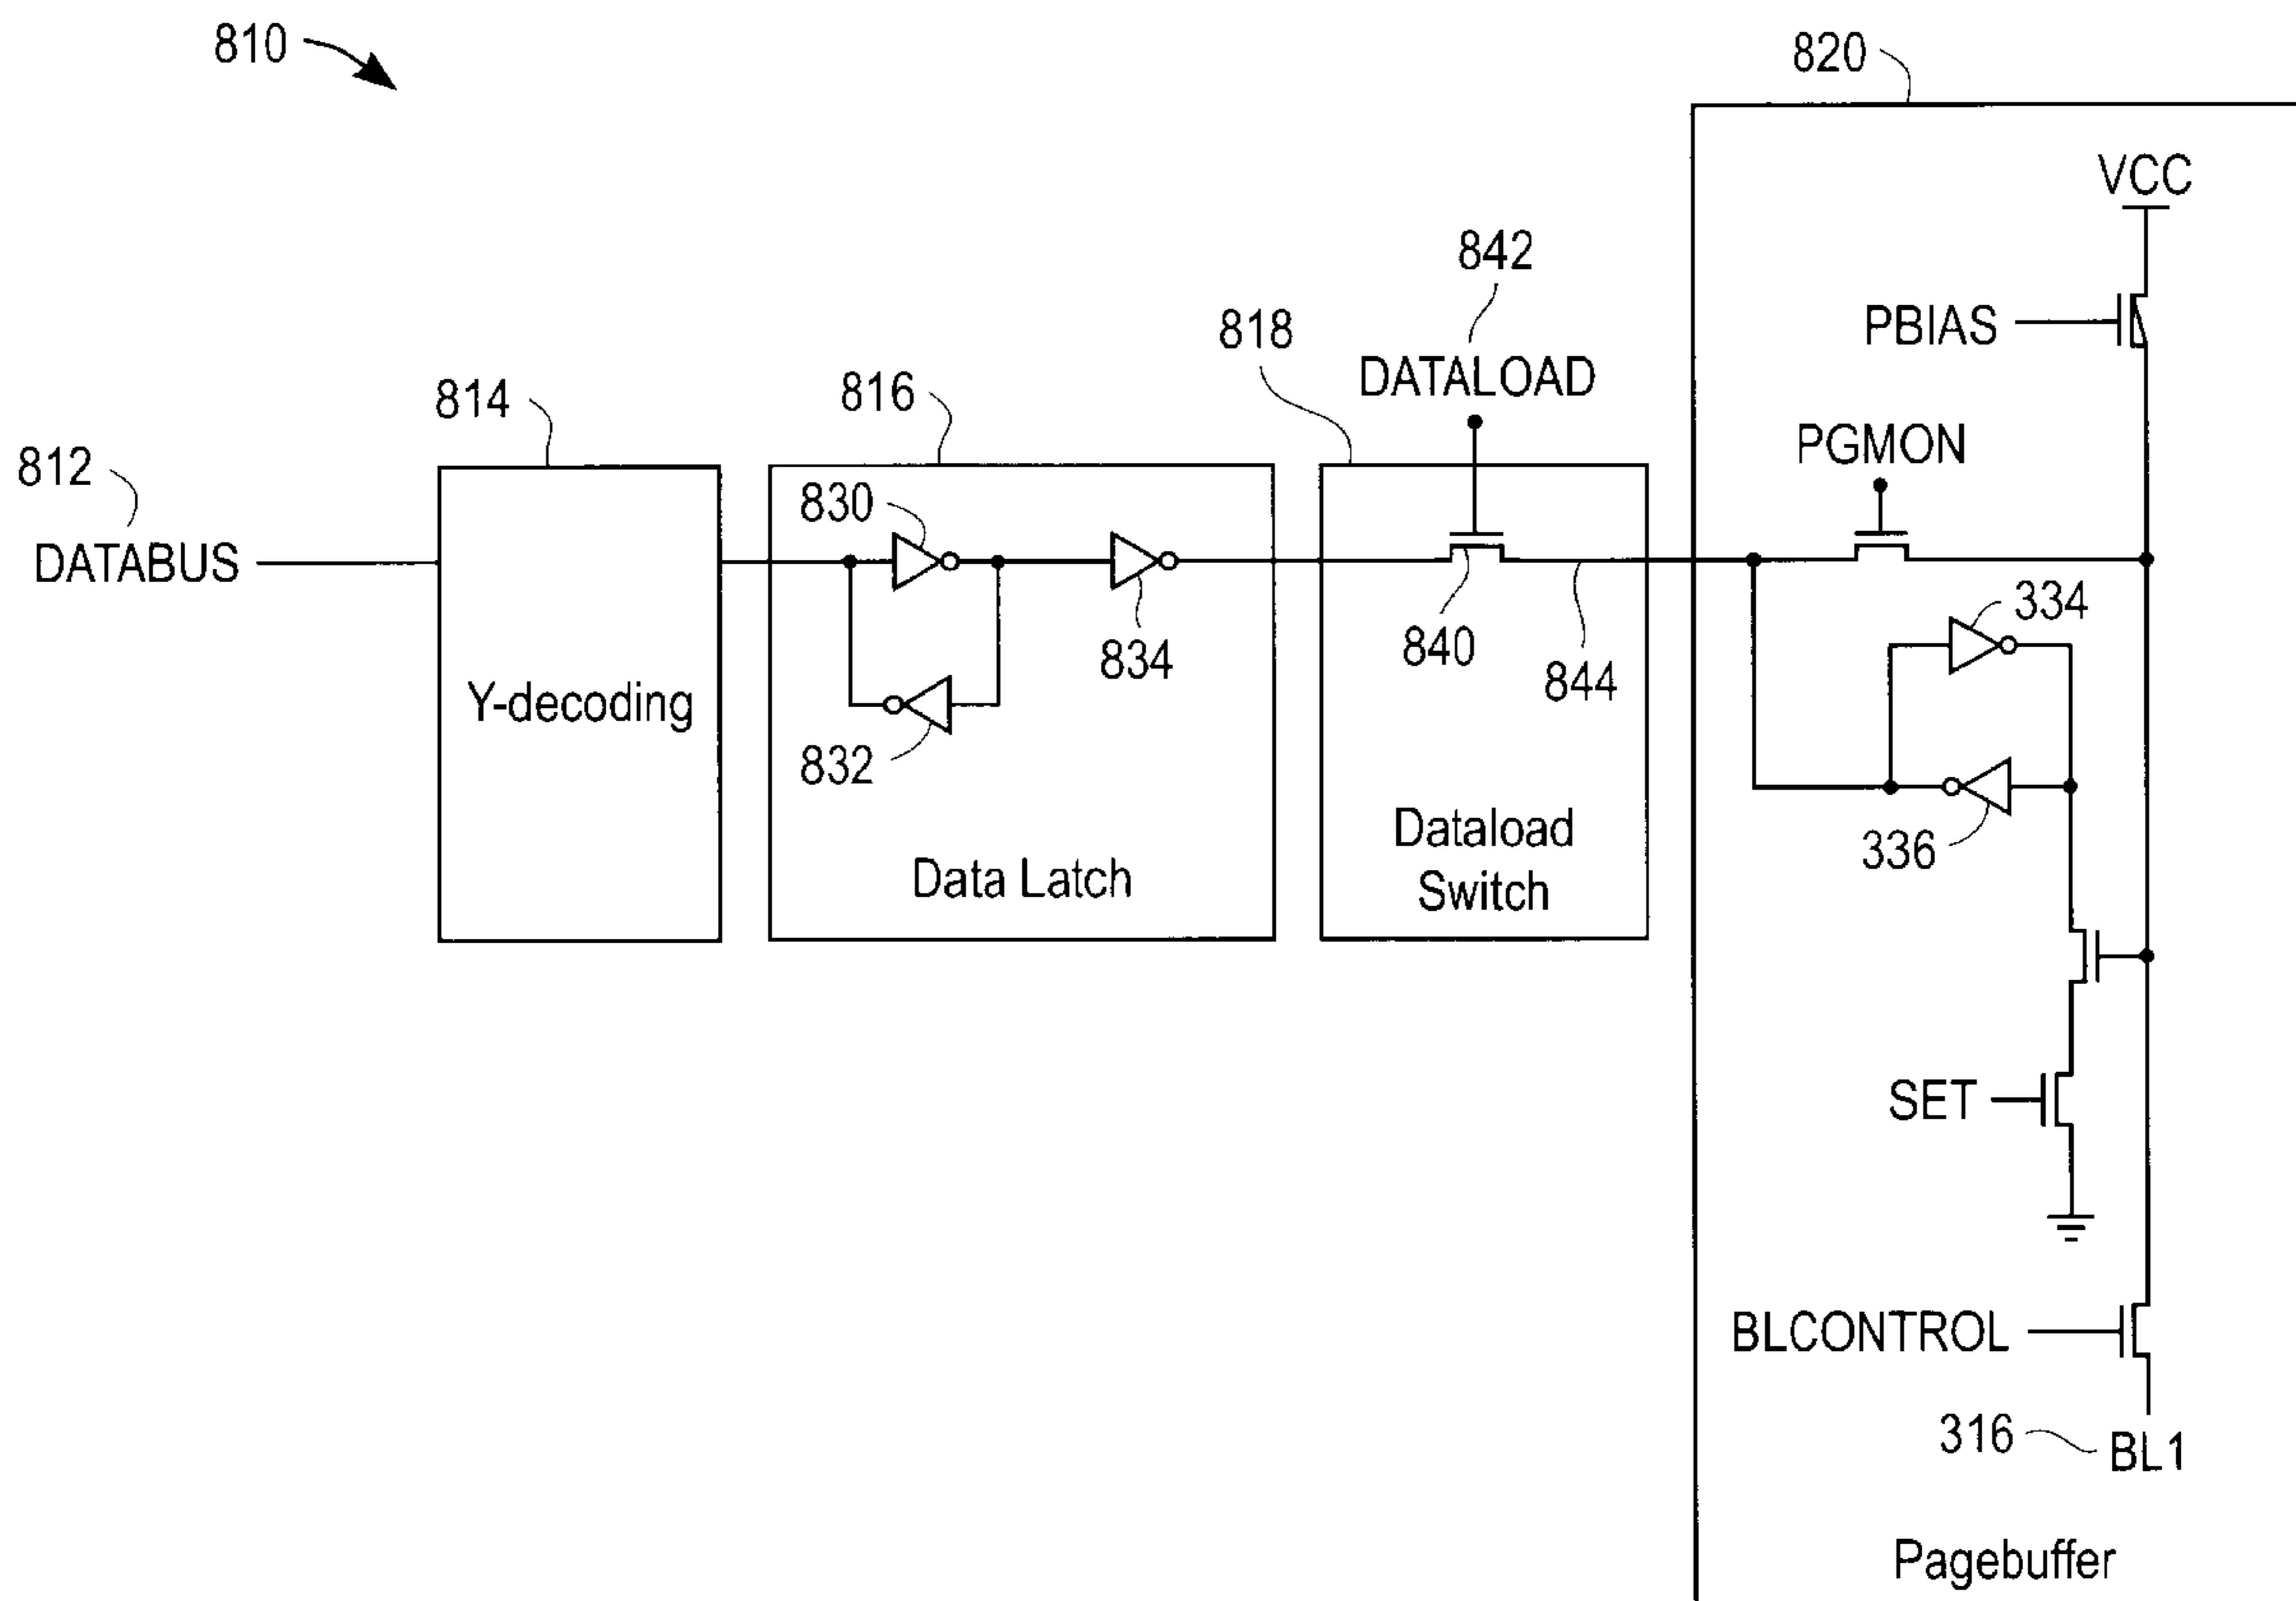 810
820
VCC
842
818
PBIAS
DATALOAD
814
816
PGMON
812
830
DATABUS
334
834
840
844
Y-decoding
832
Dataload
Switch
336
Data Latch
SET
BLCONTROL
316
BL1
Pagebuffer